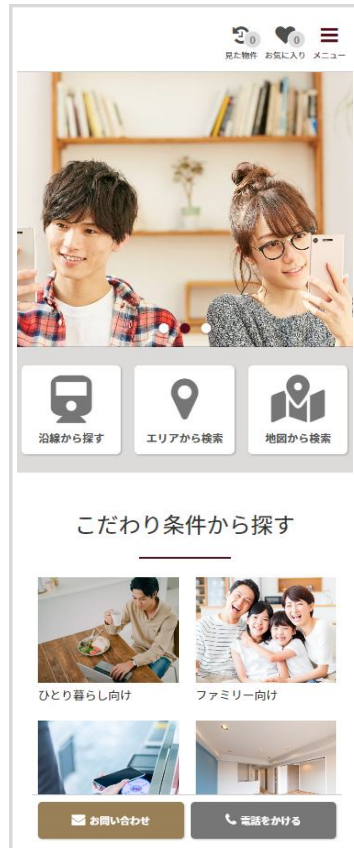 0
0
見た物件 お気に入り メニュー
沿線から探す エリアから検索 地図から検索
こだわり条件から探す
ひとり暮らし向け ファミリー向け
お問い合わせ 電話をかける